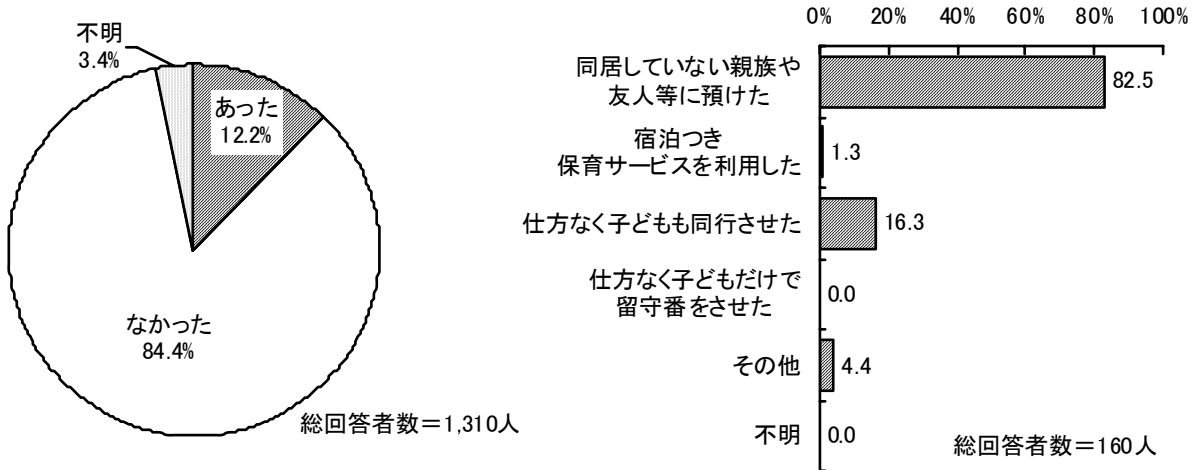 不明
3.4%
あった
12.2%
なかった
84.4%
総回答者数＝1,310人
0% 20% 40% 60% 80% 100%
同居していない親族や
友人等に預けた
82.5
宿泊つき
保育サービスを利用した
1.3
仕方なく子どもも同行させた
16.3
仕方なく子どもだけで
留守番をさせた
0.0
その他
4.4
不明
0.0
総回答者数＝160人